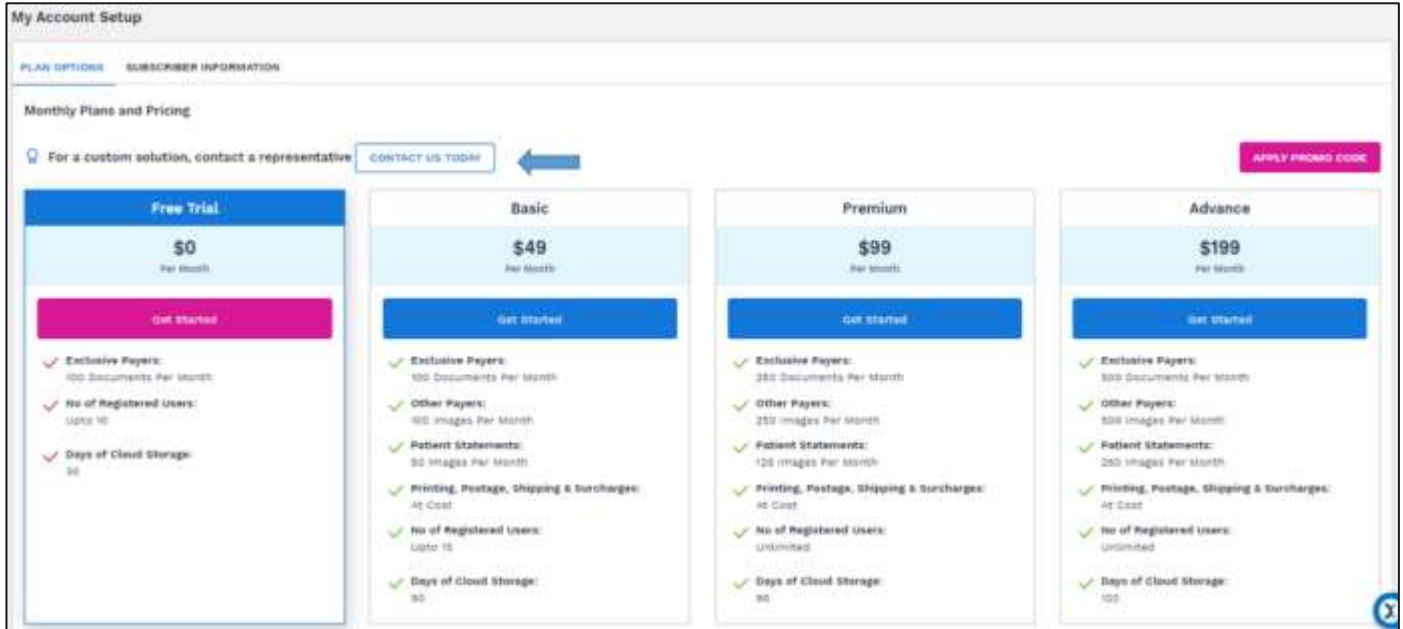 My Account Setup
PLAN OPTIONS SUBSCRIBER INFORMATION
Monthly Plans and Pricing
For a custom solution, contact a representative CONTACT US TODAY
APPLY PROMO CODE
Free Trial
$0
Per Month
Get Started
Exclusive Payers:
100 Documents Per Month
No of Registered Users:
Upto 10
Days of Cloud Storage:
30
Basic
$49
Per Month
Get Started
Exclusive Payers:
100 Documents Per Month
Other Payers:
100 Images Per Month
Patient Statements:
50 Images Per Month
Printing, Postage, Shipping & Surcharges:
At Cost
No of Registered Users:
Upto 15
Days of Cloud Storage:
90
Premium
$99
Per Month
Get Started
Exclusive Payers:
250 Documents Per Month
Other Payers:
250 Images Per Month
Patient Statements:
125 Images Per Month
Printing, Postage, Shipping & Surcharges:
At Cost
No of Registered Users:
Unlimited
Days of Cloud Storage:
90
Advance
$199
Per Month
Get Started
Exclusive Payers:
500 Documents Per Month
Other Payers:
500 Images Per Month
Patient Statements:
250 Images Per Month
Printing, Postage, Shipping & Surcharges:
At Cost
No of Registered Users:
Unlimited
Days of Cloud Storage:
120